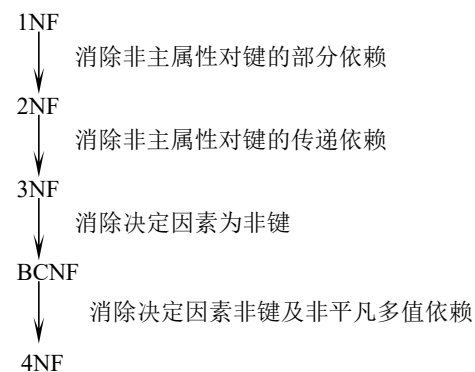 1NF
消除非主属性对键的部分依赖
2NF
消除非主属性对键的传递依赖
3NF
消除决定因素为非键
BCNF
消除决定因素非键及非平凡多值依赖
4NF